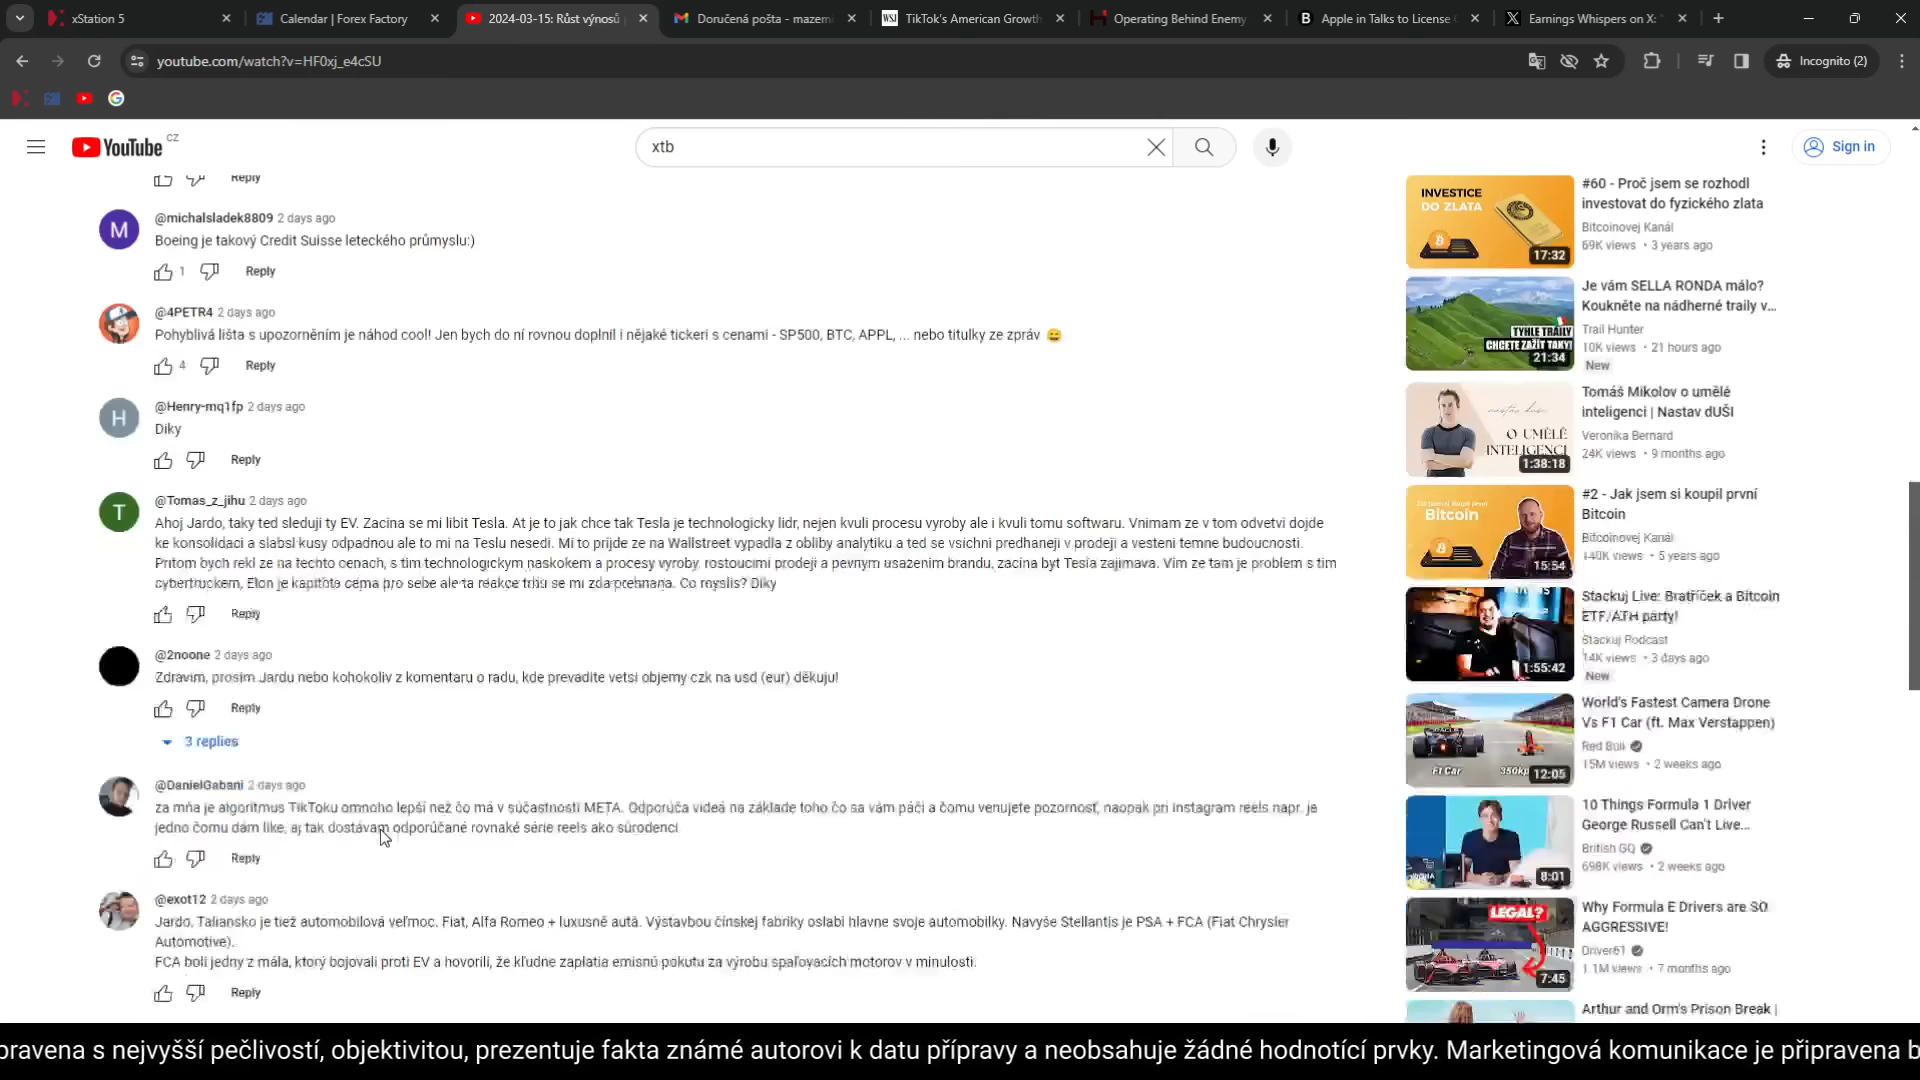 xStation 5
Calendar | Forex Factory
2024-03-15: Růst výnosů
Doručená pošta - mazem
TikTok's American Growth
Operating Behind Enemy
Apple in Talks to License
Earnings Whispers on X:
youtube.com/watch?v=HF0xj_e4cSU
Incognito (2)
YouTube CZ
xtb
Sign in
Reply
M
@michalsladek8809 2 days ago
Boeing je takový Credit Suisse leteckého průmyslu:)
1 Reply
@4PETR4 2 days ago
Pohyblivá lišta s upozorněním je náhod cool! Jen bych do ní rovnou doplnil i nějaké tickeri s cenami - SP500, BTC, APPL, ... nebo titulky ze zpráv 😄
4 Reply
H
@Henry-mq1fp 2 days ago
Diky
Reply
T
@Tomas_z_jihu 2 days ago
Ahoj Jardo, taky ted sleduji ty EV. Zacina se mi libit Tesla. At je to jak chce tak Tesla je technologicky lidr, nejen kvuli procesu vyroby ale i kvuli tomu softwaru. Vnimam ze v tom odvetvi dojde
ke konsolidaci a slabsi kusy odpadnou ale to mi na Teslu nesedi. Mi to prijde ze na Wallstreet vypadla z obliby analytiku a ted se vsichni predhaneji v prodeji a vesteni temne budoucnosti.
Pritom bych rekl ze na techto cenach, s tim technologickym naskokem a procesy vyroby, rostoucimi prodeji a pevnym usazenim brandu, zacina byt Tesla zajimava. Vim ze tam je problem s tim
cybertruckem, Elon je kapitola cema pro sebe ale ta reakce trhu se mi zda prehnana. Co myslis? Diky
Reply
@2noone 2 days ago
Zdravim, prosim Jardu nebo kohokoliv z komentaru o radu, kde prevadite vetsi objemy czk na usd (eur) děkuju!
Reply
3 replies
@DanielGabani 2 days ago
za mňa je algoritmus TikToku omnoho lepší než čo má v súčastnosti META. Odporúča videá na základe toho čo sa vám páči a čomu venujete pozornosť, naopak pri instagram reels napr. je
jedno čomu dám like, aj tak dostávam odporúčané rovnaké série reels ako súrodenci
Reply
@exot12 2 days ago
Jardo, Taliansko je tiež automobilová veľmoc. Fiat, Alfa Romeo + luxusné autá. Výstavbou čínskej fabriky oslabí hlavne svoje automobilky. Navyše Stellantis je PSA + FCA (Fiat Chrysler
Automotive).
FCA boli jedny z mála, ktorý bojovali proti EV a hovorili, že kľudne zaplatia emisnú pokutu za výrobu spaľovacích motorov v minulosti.
Reply
INVESTICE
DO ZLATA
17:32
#60 - Proč jsem se rozhodl
investovat do fyzického zlata
Bitcoinovej Kanál
69K views • 3 years ago
TYHLE TRAILY
CHCETE ZAŽÍT TAKY!
21:34
Je vám SELLA RONDA málo?
Koukněte na nádherné traily v...
Trail Hunter
10K views • 21 hours ago
New
nastav duši
O UMĚLÉ
INTELIGENCI
1:38:18
Tomáš Mikolov o umělé
inteligenci | Nastav dUŠI
Veronika Bernard
24K views • 9 months ago
Bitcoin
15:54
#2 - Jak jsem si koupil první
Bitcoin
Bitcoinovej Kanál
140K views • 5 years ago
1:55:42
Stackuj Live: Bratříček a Bitcoin
ETF, ATH party!
Stackuj Podcast
14K views • 3 days ago
New
F1 Car
12:05
World's Fastest Camera Drone
Vs F1 Car (ft. Max Verstappen)
Red Bull
15M views • 2 weeks ago
8:01
10 Things Formula 1 Driver
George Russell Can't Live...
British GQ
698K views • 2 weeks ago
LEGAL?
7:45
Why Formula E Drivers are SO
AGGRESSIVE!
Driver61
1.1M views • 7 months ago
Arthur and Orm's Prison Break |
pravena s nejvyšší pečlivostí, objektivitou, prezentuje fakta známé autorovi k datu přípravy a neobsahuje žádné hodnotící prvky. Marketingová komunikace je připravena b